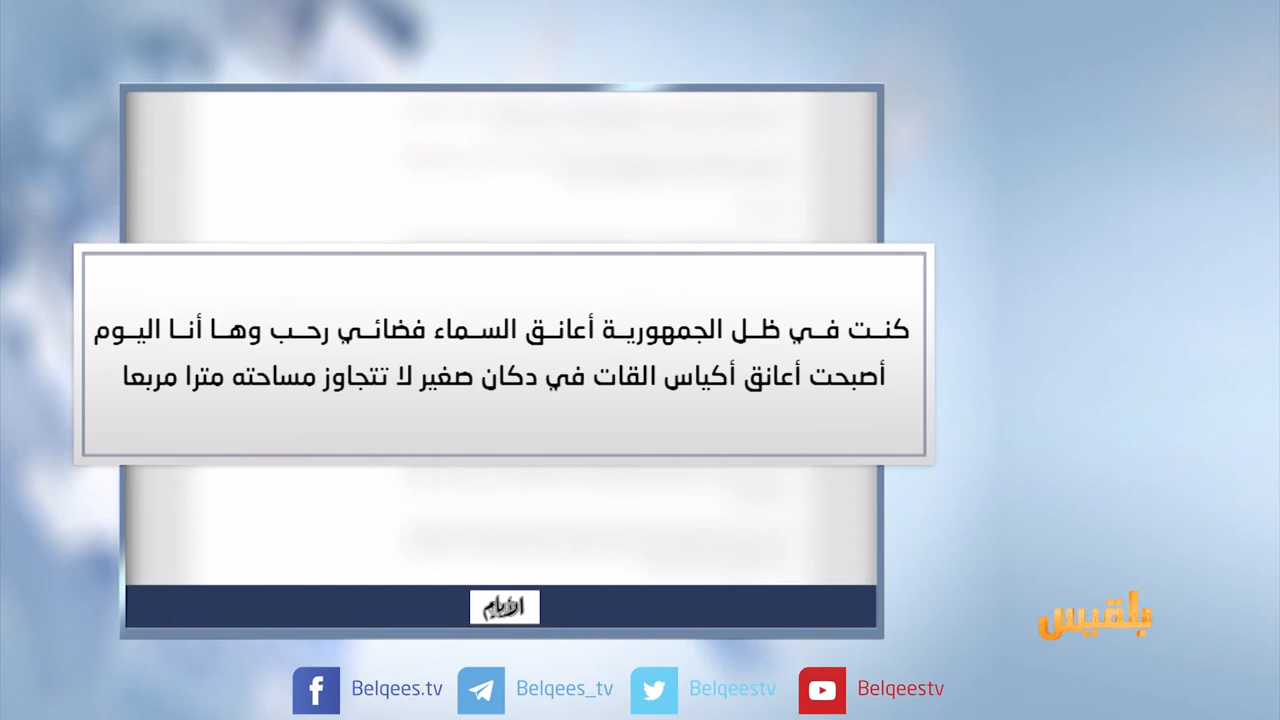 كنت في ظل الجمهورية أعانق السماء فضائي رحب وها أنا اليوم
أصبحت أعانق أكياس القات في دكان صغير لا تتجاوز مساحته مترا مربعا
الأيام
بلقيس
Belqees.tv
Belqees_tv
Belqeestv
Belqeestv